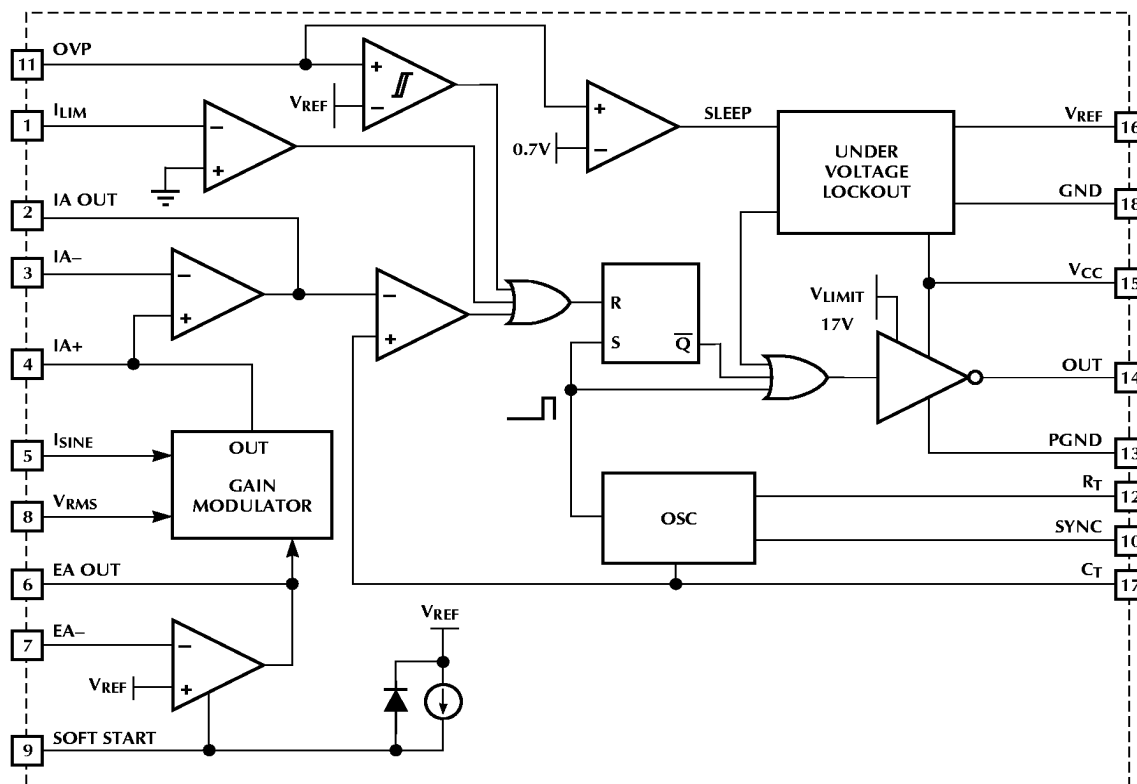 11 OVP
VREF
+
−
1 ILIM
−
+
0.7V
+
−
SLEEP
UNDER
VOLTAGE
LOCKOUT
VREF 16
GND 18
2 IA OUT
3 IA−
−
+
4 IA+
−
+
R
S
Q̅
VLIMIT
17V
VCC 15
OUT 14
PGND 13
5 ISINE
8 VRMS
OUT
GAIN
MODULATOR
OSC
RT 12
SYNC 10
CT 17
6 EA OUT
7 EA−
−
+
VREF
VREF
9 SOFT START